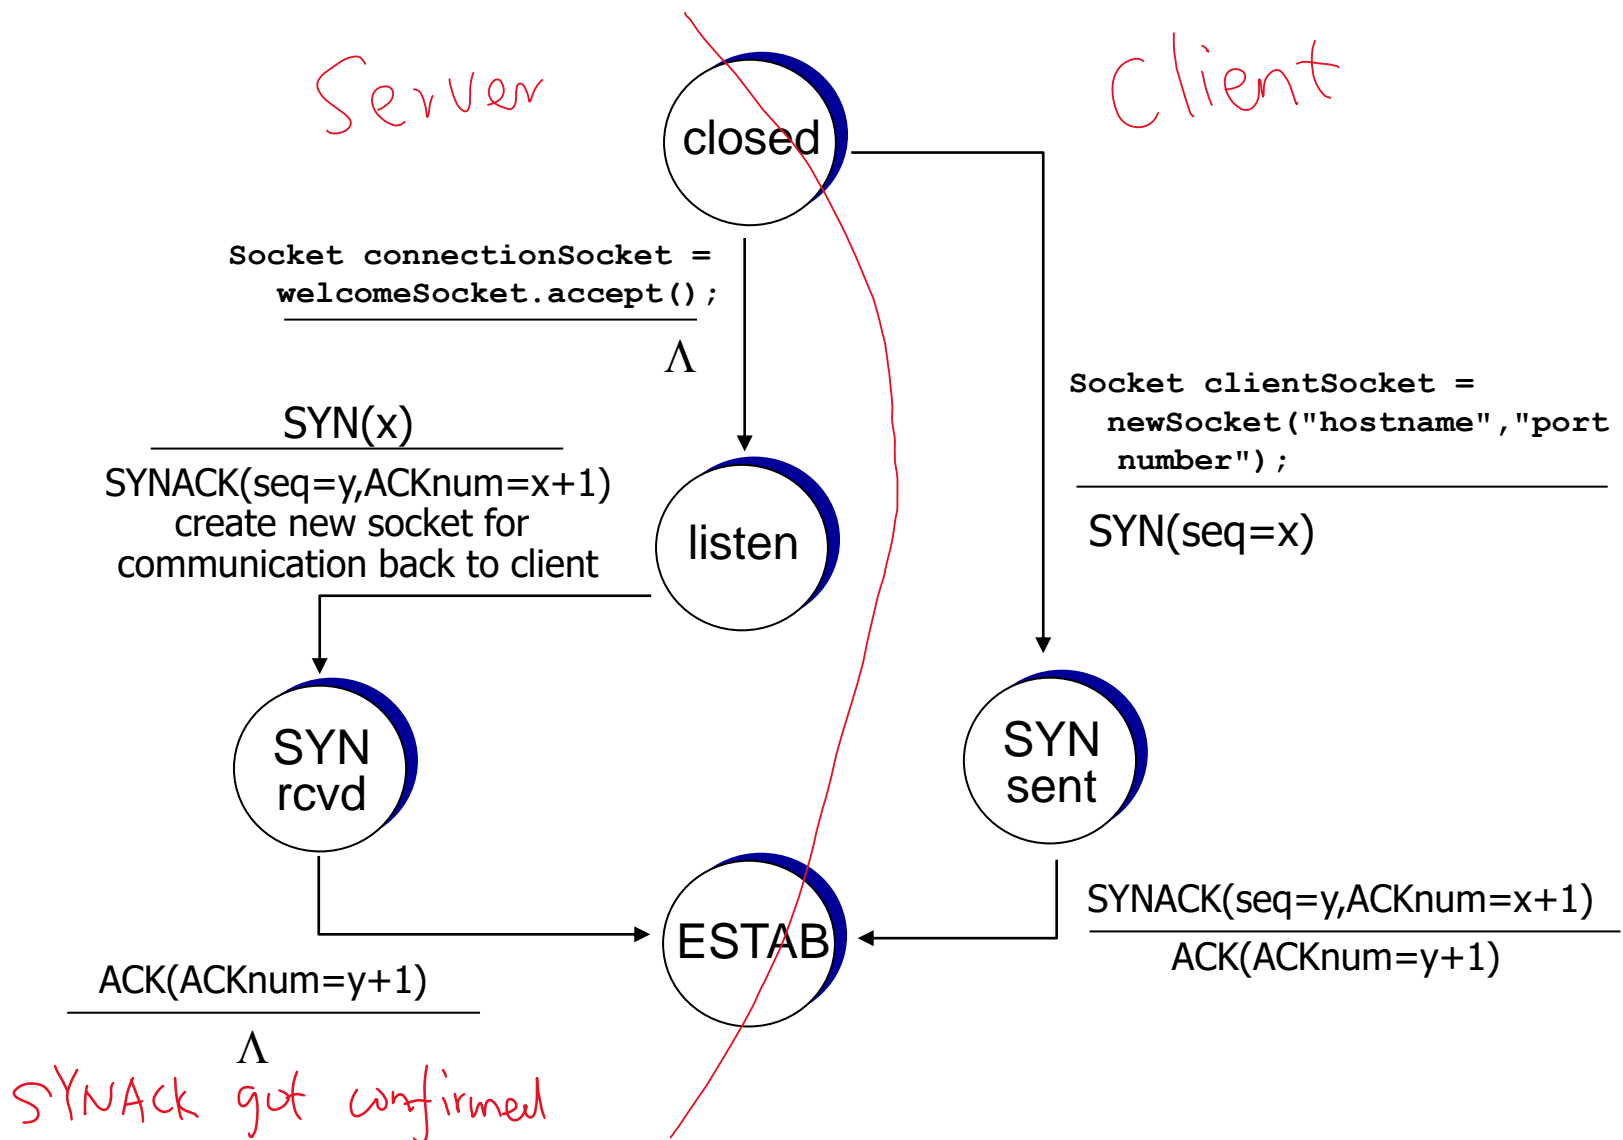 Server
Client
closed
Socket connectionSocket =
welcomeSocket.accept();
Λ
Socket clientSocket =
newSocket("hostname","port
number");
SYN(seq=x)
SYN(x)
SYNACK(seq=y,ACKnum=x+1)
create new socket for
communication back to client
listen
SYN
rcvd
SYN
sent
ESTAB
SYNACK(seq=y,ACKnum=x+1)
ACK(ACKnum=y+1)
ACK(ACKnum=y+1)
Λ
SYNACK got confirmed